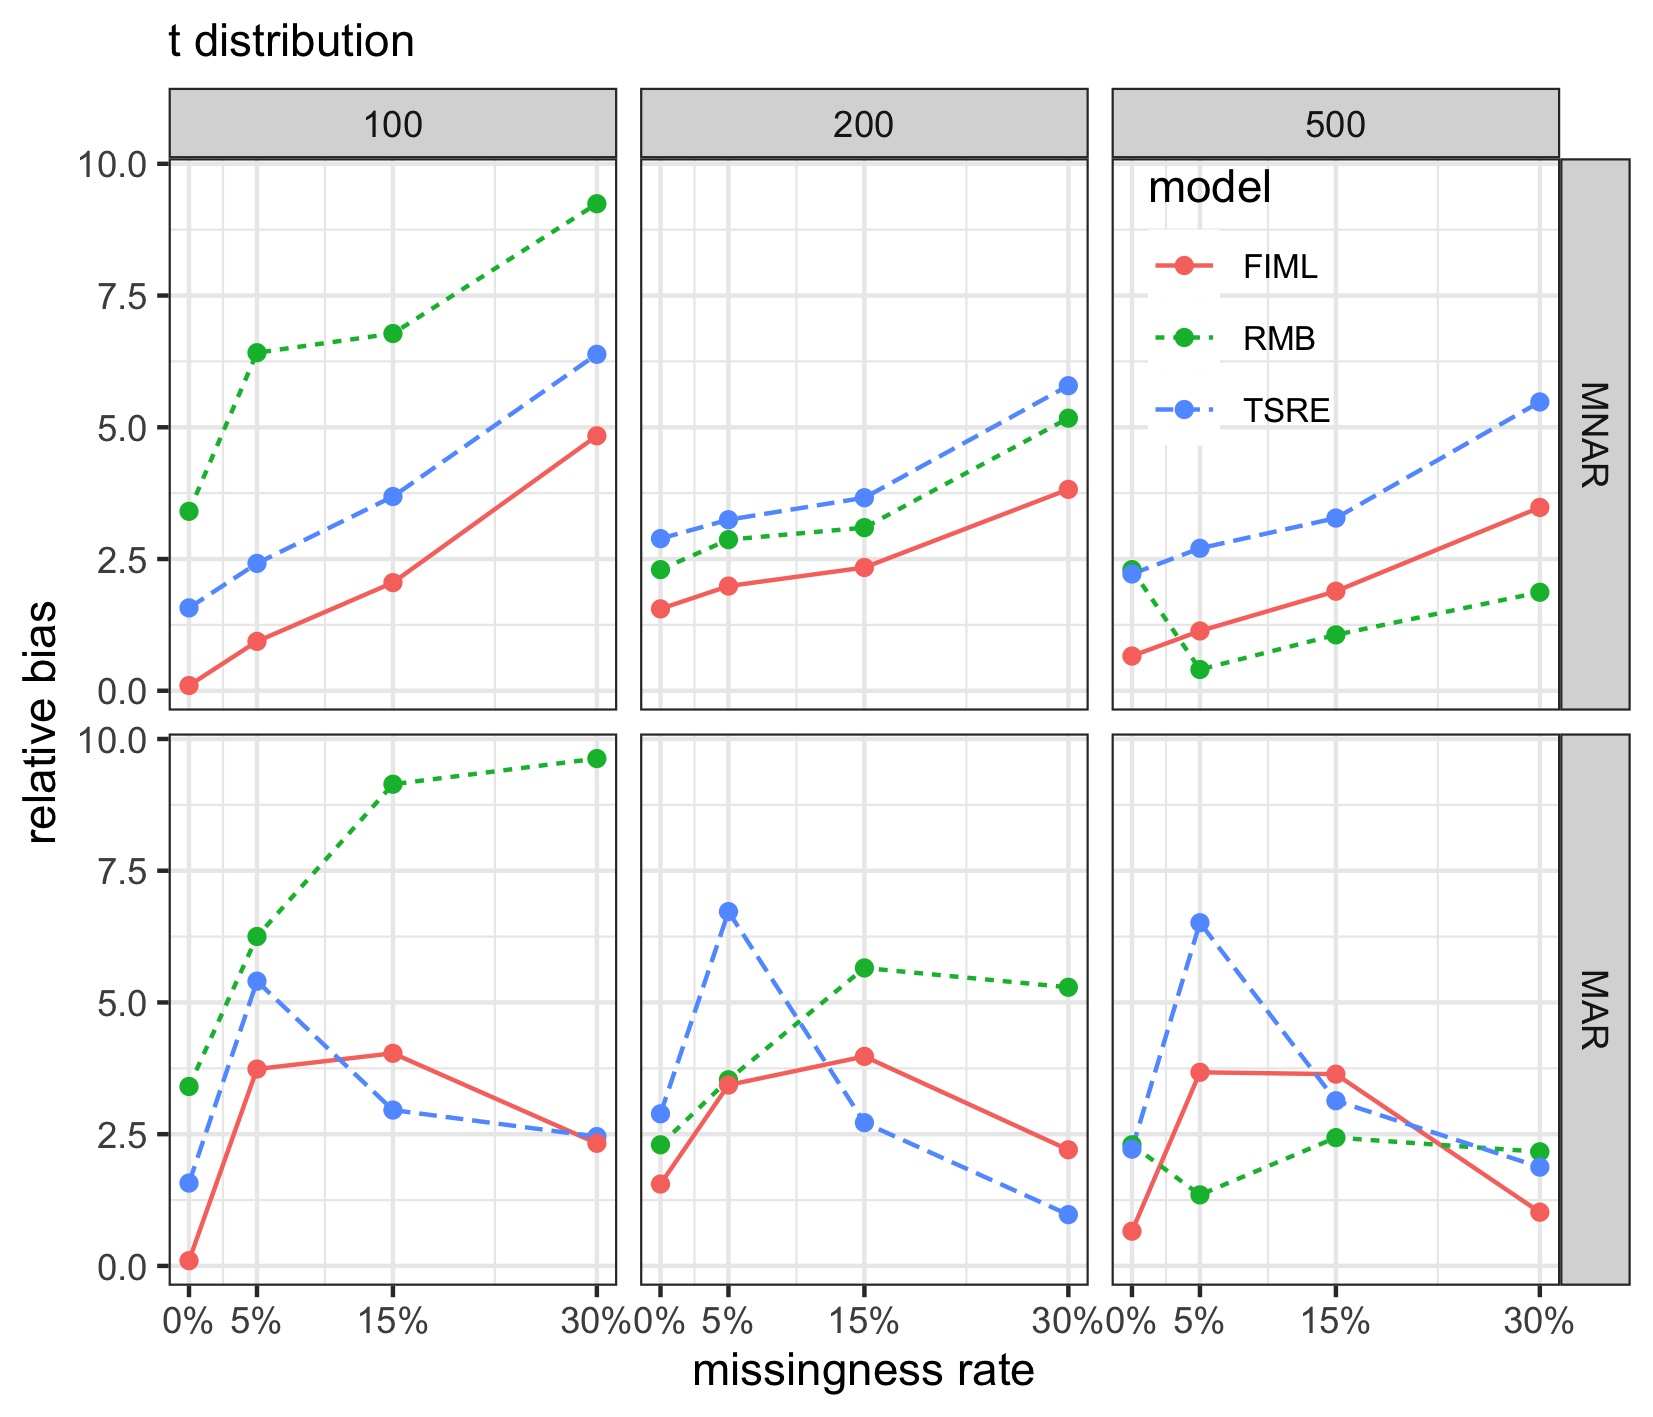 t distribution
100 200 500
model
FIML
RMB
TSRE
MNAR
10.0
7.5
5.0
2.5
0.0
relative bias
MAR
10.0
7.5
5.0
2.5
0.0
0% 5% 15% 30% 0% 5% 15% 30% 0% 5% 15% 30%
missingness rate